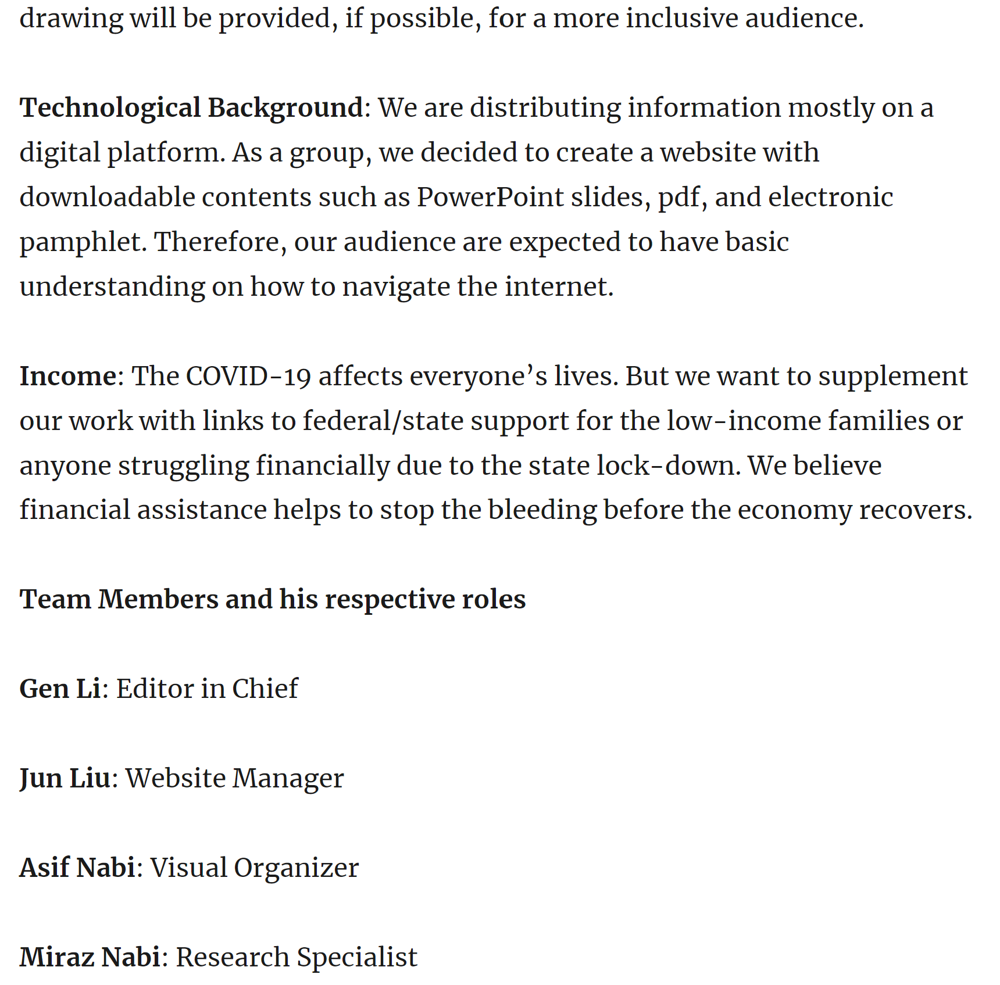 drawing will be provided, if possible, for a more inclusive audience.
Technological Background: We are distributing information mostly on a
digital platform. As a group, we decided to create a website with
downloadable contents such as PowerPoint slides, pdf, and electronic
pamphlet. Therefore, our audience are expected to have basic
understanding on how to navigate the internet.
Income: The COVID-19 affects everyone’s lives. But we want to supplement
our work with links to federal/state support for the low-income families or
anyone struggling financially due to the state lock-down. We believe
financial assistance helps to stop the bleeding before the economy recovers.
Team Members and his respective roles
Gen Li: Editor in Chief
Jun Liu: Website Manager
Asif Nabi: Visual Organizer
Miraz Nabi: Research Specialist